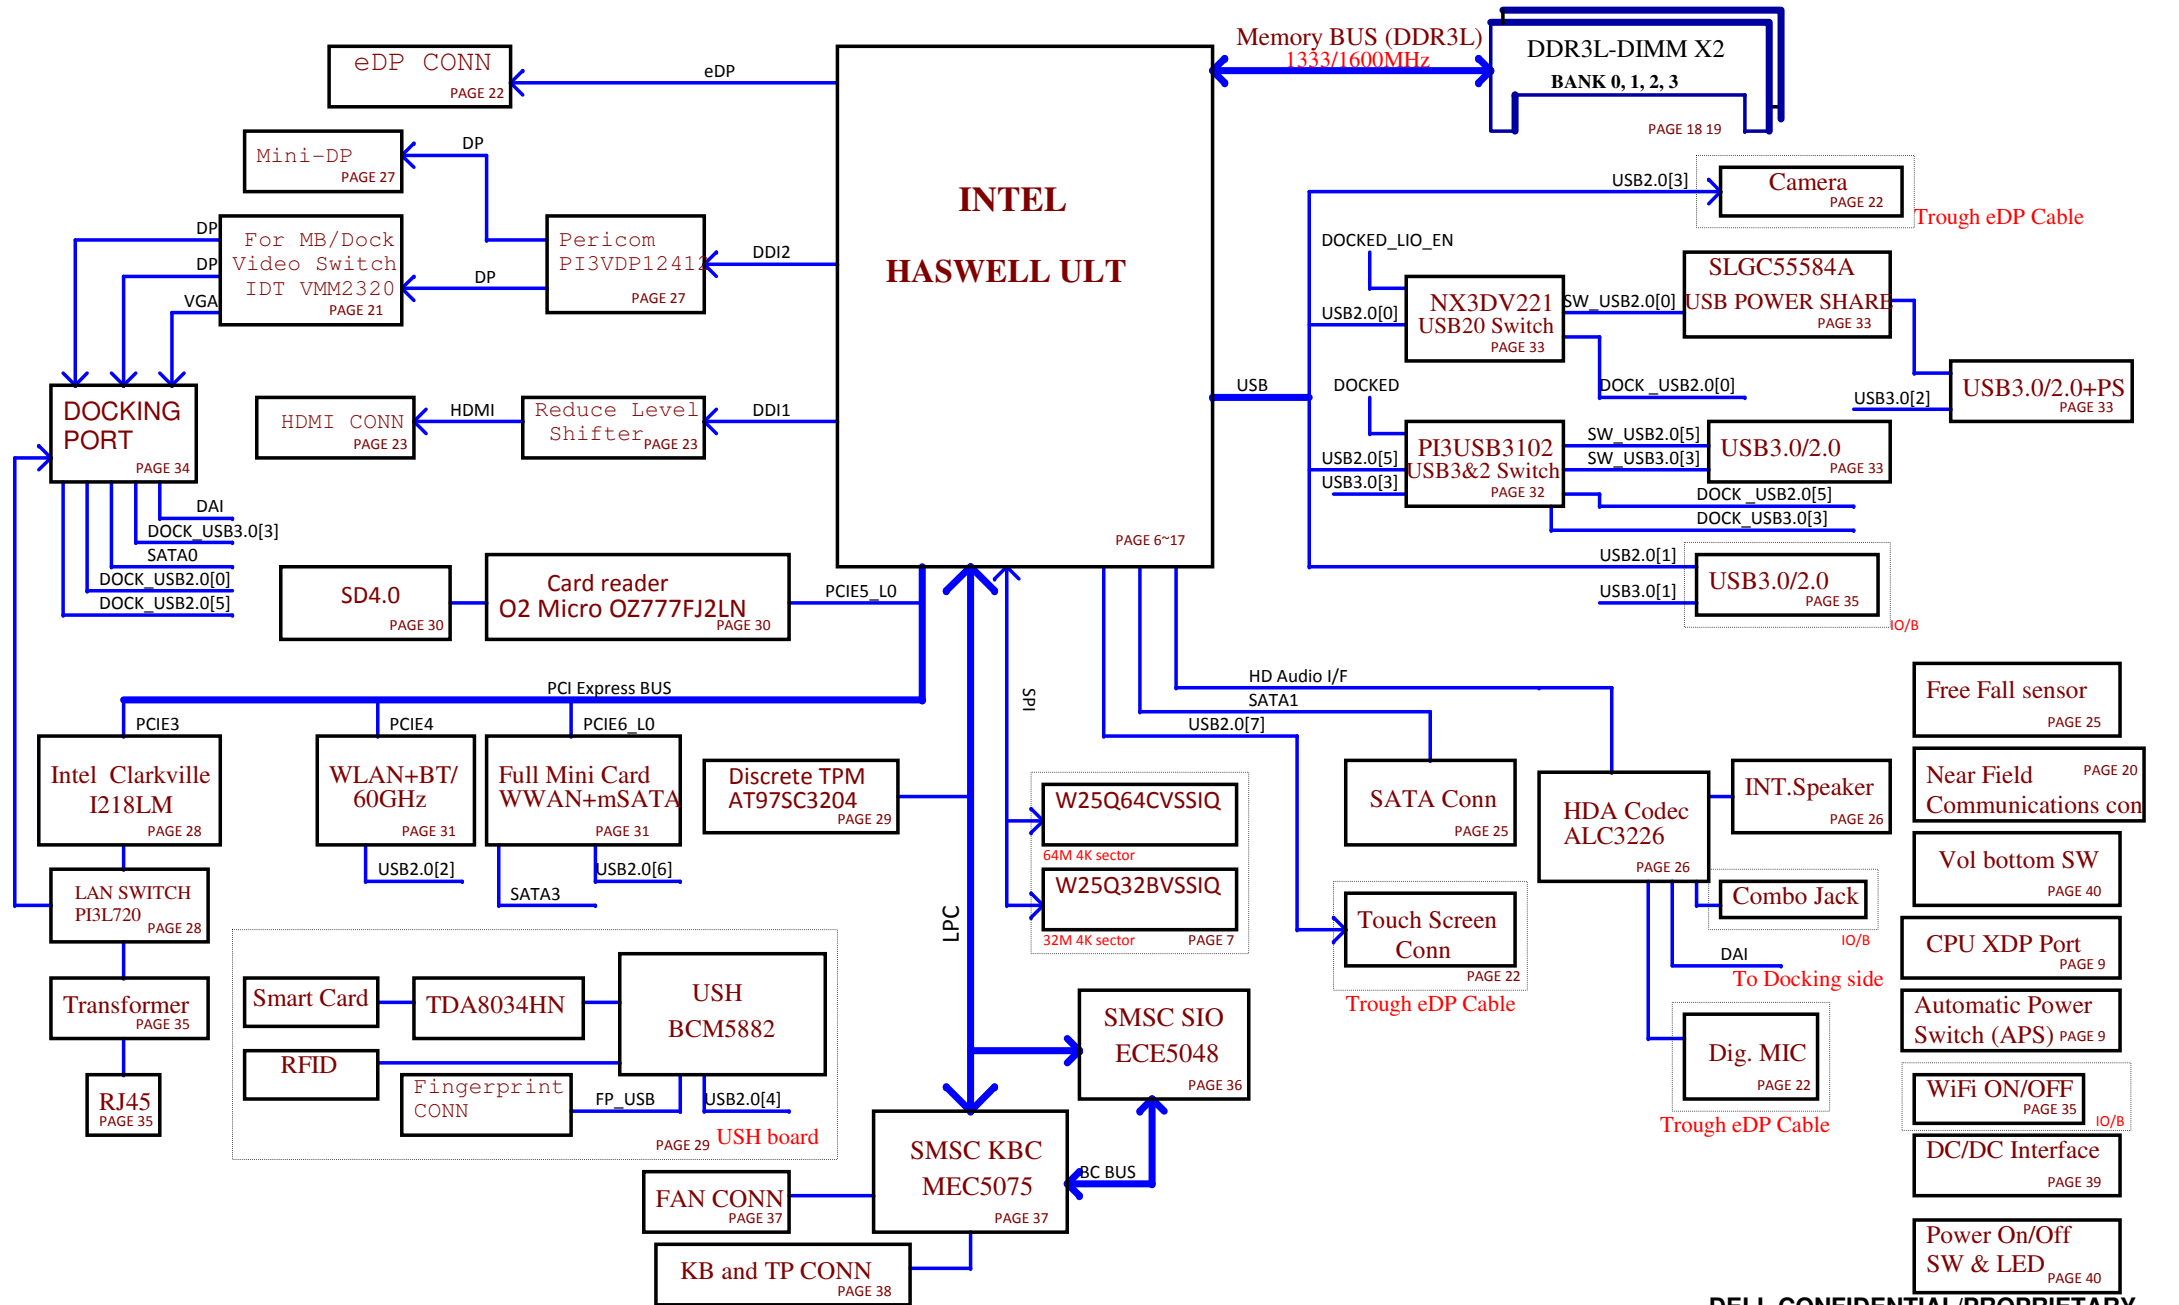 eDP CONN
PAGE 22
eDP
Mini-DP
PAGE 27
DP
For MB/Dock
Video Switch
IDT VMM2320
PAGE 21
DP
DP
VGA
Pericom
PI3VDP12412
PAGE 27
DP
DDI2
DOCKING
PORT
PAGE 34
HDMI CONN
PAGE 23
HDMI
Reduce Level
Shifter
PAGE 23
DDI1
DAI
DOCK_USB3.0[3]
SATA0
DOCK_USB2.0[0]
DOCK_USB2.0[5]
INTEL
HASWELL ULT
PAGE 6~17
Memory BUS (DDR3L)
1333/1600MHz
DDR3L-DIMM X2
BANK 0, 1, 2, 3
PAGE 18 19
USB2.0[3]
Camera
PAGE 22
Trough eDP Cable
DOCKED_LIO_EN
USB2.0[0]
NX3DV221
USB20 Switch
PAGE 33
SW_USB2.0[0]
SLGC55584A
USB POWER SHARE
PAGE 33
DOCK _USB2.0[0]
USB
DOCKED
USB3.0[2]
USB3.0/2.0+PS
PAGE 33
USB2.0[5]
USB3.0[3]
PI3USB3102
USB3&2 Switch
PAGE 32
SW_USB2.0[5]
SW_USB3.0[3]
USB3.0/2.0
PAGE 33
DOCK _USB2.0[5]
DOCK_USB3.0[3]
USB2.0[1]
USB3.0[1]
USB3.0/2.0
PAGE 35
IO/B
SD4.0
PAGE 30
Card reader
O2 Micro OZ777FJ2LN
PAGE 30
PCIE5_L0
PCI Express BUS
PCIE3
PCIE4
PCIE6_L0
Intel Clarkville
I218LM
PAGE 28
WLAN+BT/
60GHz
PAGE 31
USB2.0[2]
Full Mini Card
WWAN+mSATA
PAGE 31
USB2.0[6]
SATA3
LAN SWITCH
PI3L720
PAGE 28
Transformer
PAGE 35
RJ45
PAGE 35
Smart Card
TDA8034HN
USH
BCM5882
RFID
Fingerprint
CONN
FP_USB
USB2.0[4]
PAGE 29
USH board
Discrete TPM
AT97SC3204
PAGE 29
LPC
SPI
W25Q64CVSSIQ
64M 4K sector
W25Q32BVSSIQ
32M 4K sector
PAGE 7
SMSC SIO
ECE5048
PAGE 36
SMSC KBC
MEC5075
PAGE 37
BC BUS
FAN CONN
PAGE 37
KB and TP CONN
PAGE 38
HD Audio I/F
SATA1
USB2.0[7]
SATA Conn
PAGE 25
Touch Screen
Conn
PAGE 22
Trough eDP Cable
HDA Codec
ALC3226
PAGE 26
INT.Speaker
PAGE 26
Combo Jack
IO/B
DAI
To Docking side
Dig. MIC
PAGE 22
Trough eDP Cable
Free Fall sensor
PAGE 25
Near Field
PAGE 20
Communications con
Vol bottom SW
PAGE 40
CPU XDP Port
PAGE 9
Automatic Power
Switch (APS)
PAGE 9
WiFi ON/OFF
PAGE 35
IO/B
DC/DC Interface
PAGE 39
Power On/Off
SW & LED
PAGE 40
DELL CONFIDENTIAL/PROPRIETARY